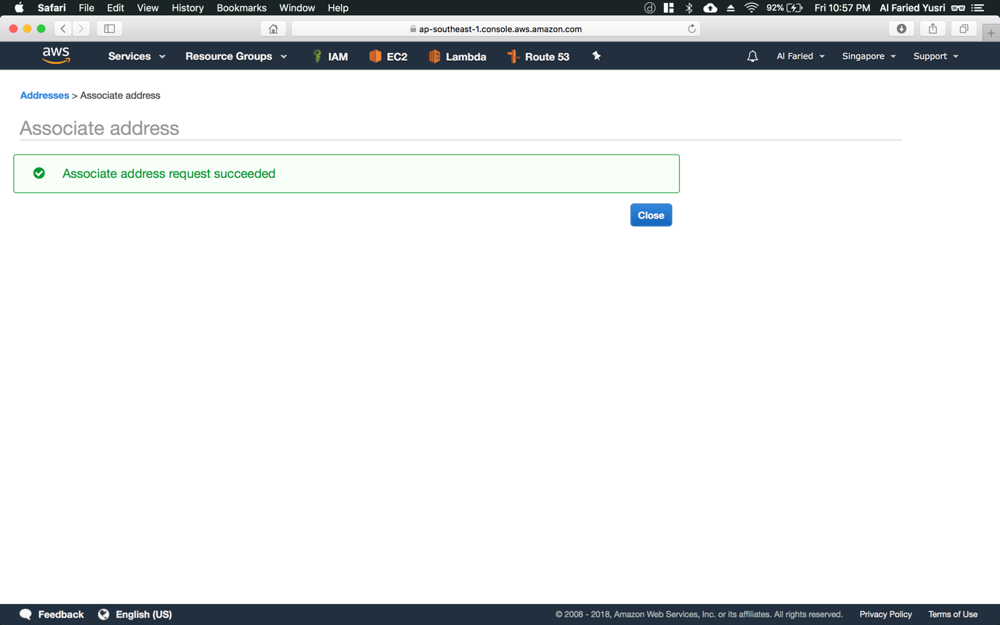 Safari File Edit View History Bookmarks Window Help 92% Fri 10:57 PM Al Faried Yusri
ap-southeast-1.console.aws.amazon.com
aws Services Resource Groups IAM EC2 Lambda Route 53 Al Faried Singapore Support
Addresses > Associate address
Associate address
Associate address request succeeded
Close
Feedback English (US) © 2008 - 2018, Amazon Web Services, Inc. or its affiliates. All rights reserved. Privacy Policy Terms of Use